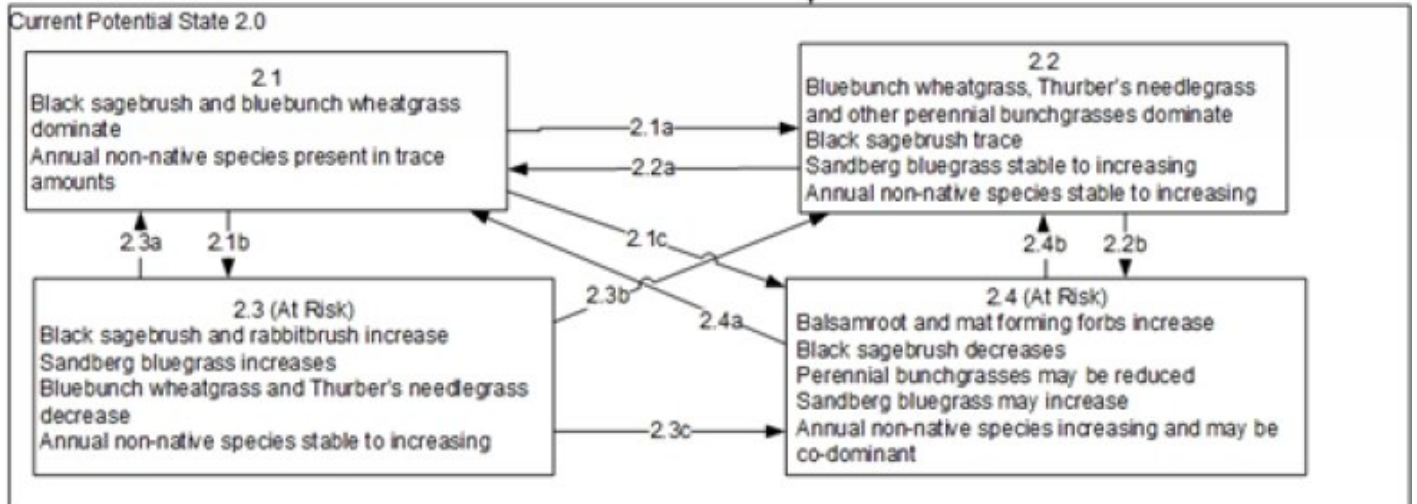 Current Potential State 2.0
2.1
Black sagebrush and bluebunch wheatgrass
dominate
Annual non-native species present in trace
amounts
2.2
Bluebunch wheatgrass, Thurber's needlegrass
and other perennial bunchgrasses dominate
Black sagebrush trace
Sandberg bluegrass stable to increasing
Annual non-native species stable to increasing
2.1a
2.2a
2.3a
2.1b
2.1c
2.4b
2.2b
2.3b
2.4a
2.3 (At Risk)
Black sagebrush and rabbitbrush increase
Sandberg bluegrass increases
Bluebunch wheatgrass and Thurber's needlegrass
decrease
Annual non-native species stable to increasing
2.3c
2.4 (At Risk)
Balsamroot and mat forming forbs increase
Black sagebrush decreases
Perennial bunchgrasses may be reduced
Sandberg bluegrass may increase
Annual non-native species increasing and may be
co-dominant